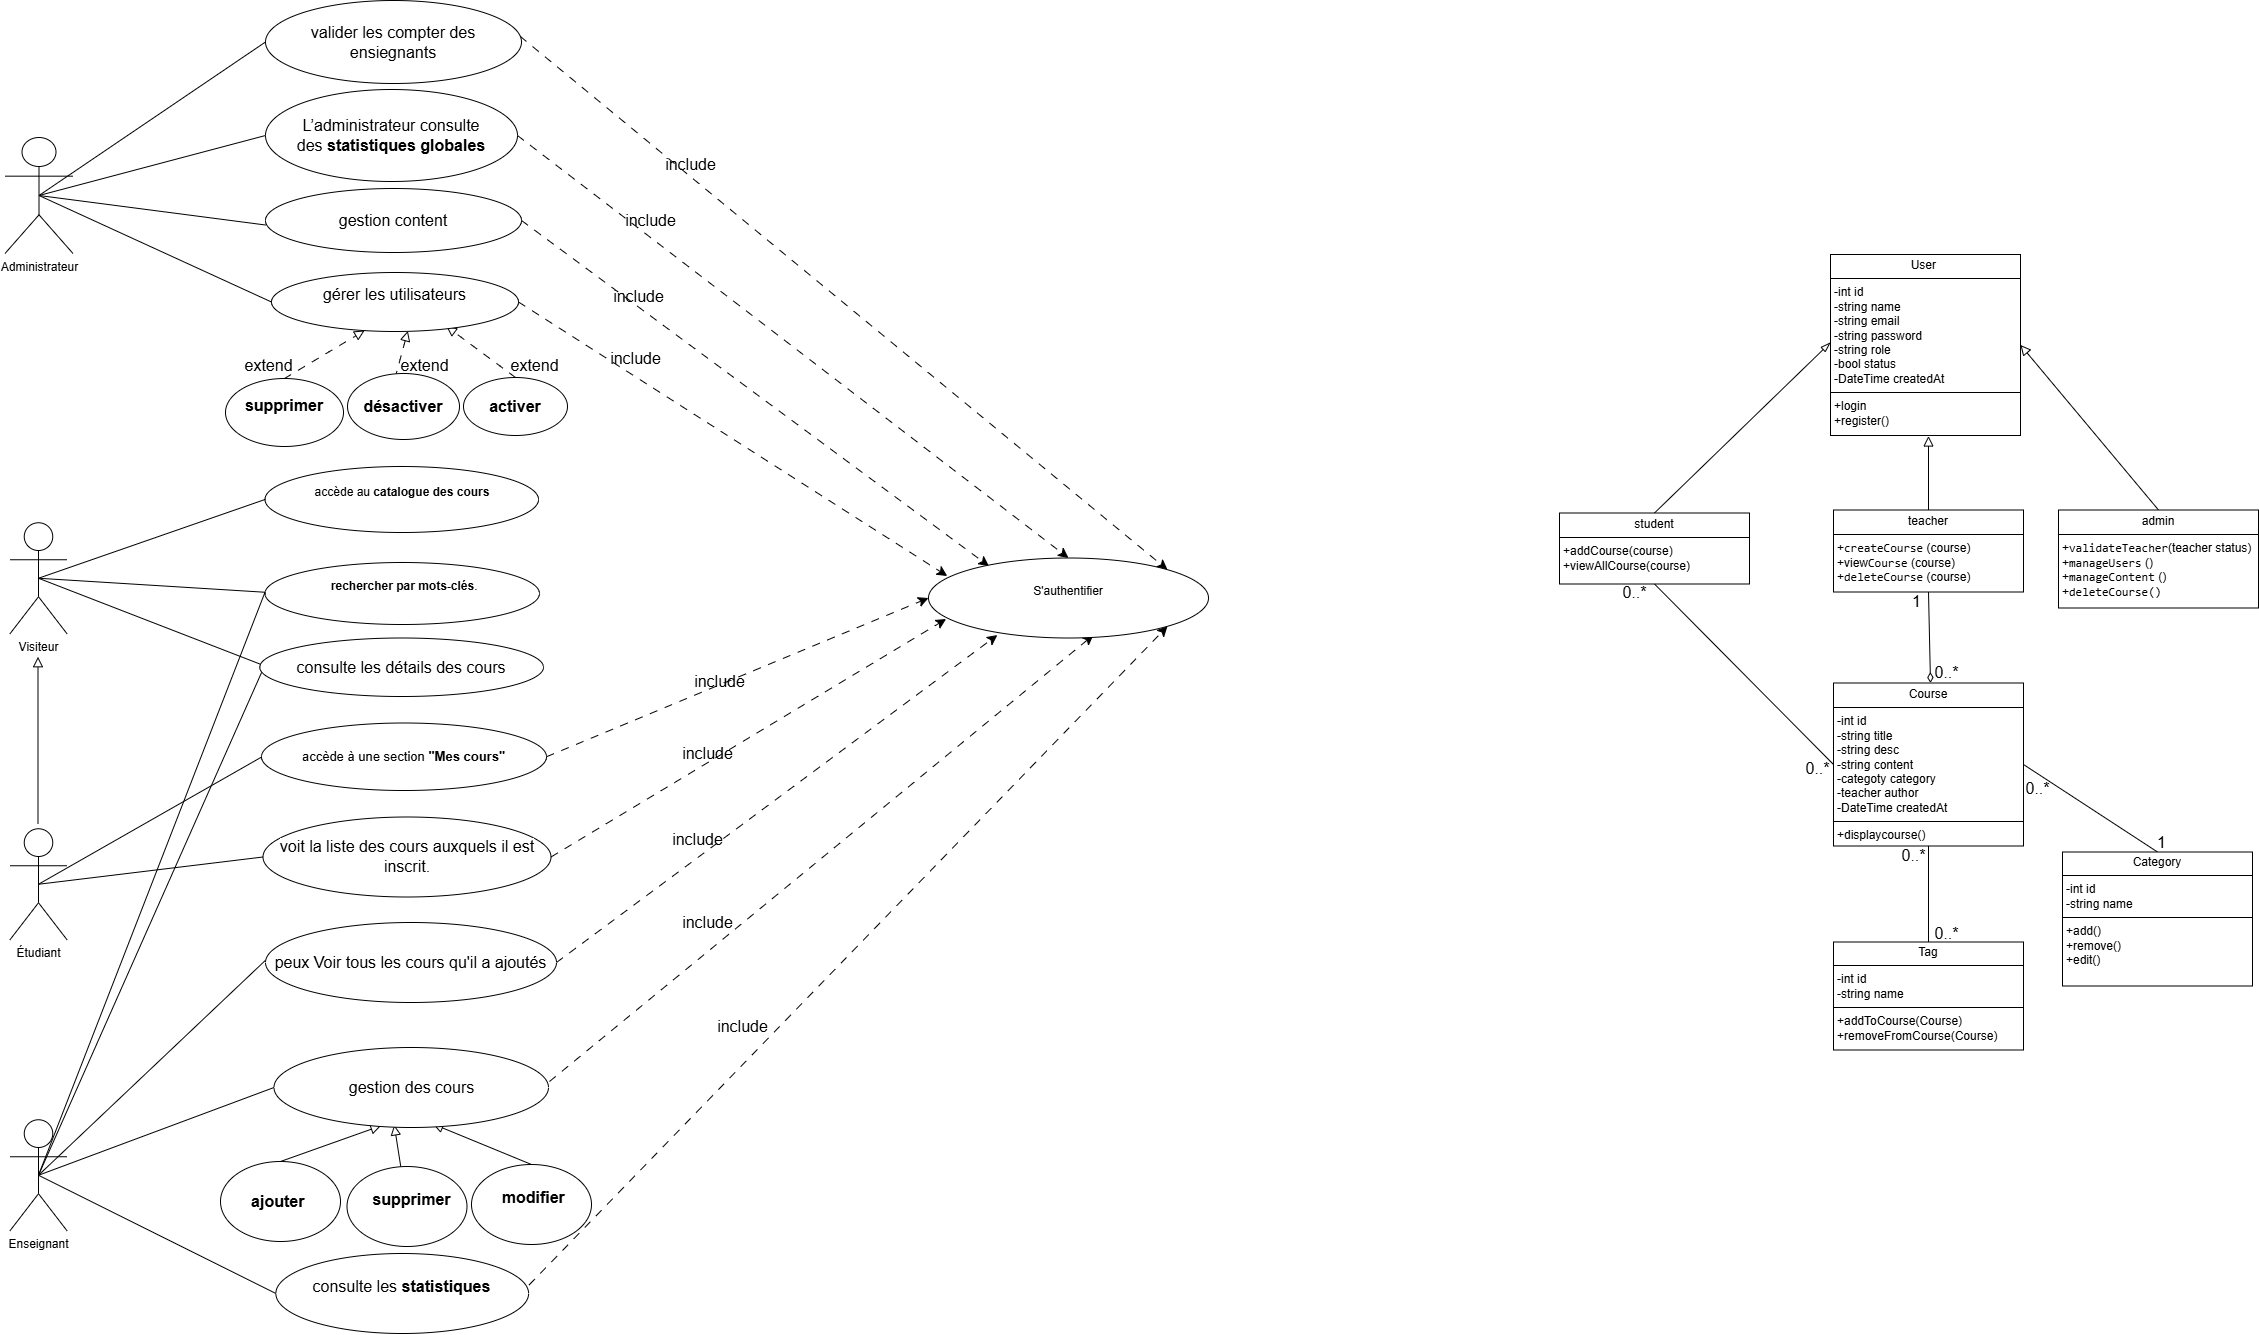 valider les compter des
ensiegnants
L'administrateur consulte
des statistiques globales
gestion content
gérer les utilisateurs
Administrateur
include
include
include
include
extend
extend
extend
supprimer
désactiver
activer
accède au catalogue des cours
rechercher par mots-clés.
consulte les détails des cours
Visiteur
S'authentifier
accède à une section "Mes cours"
voit la liste des cours auxquels il est
inscrit.
Étudiant
include
include
include
include
include
peux Voir tous les cours qu'il a ajoutés
gestion des cours
ajouter
supprimer
modifier
Enseignant
consulte les statistiques
User
-int id
-string name
-string email
-string password
-string role
-bool status
-DateTime createdAt
+login
+register()
student
+addCourse(course)
+viewAllCourse(course)
0..*
teacher
+createCourse (course)
+viewCourse (course)
+deleteCourse (course)
1
admin
+validateTeacher(teacher status)
+manageUsers ()
+manageContent ()
+deleteCourse()
0..*
Course
-int id
-string title
-string desc
-string content
-categoty category
-teacher author
-DateTime createdAt
+displaycourse()
0..*
0..*
0..*
1
Category
-int id
-string name
+add()
+remove()
+edit()
0..*
Tag
-int id
-string name
+addToCourse(Course)
+removeFromCourse(Course)